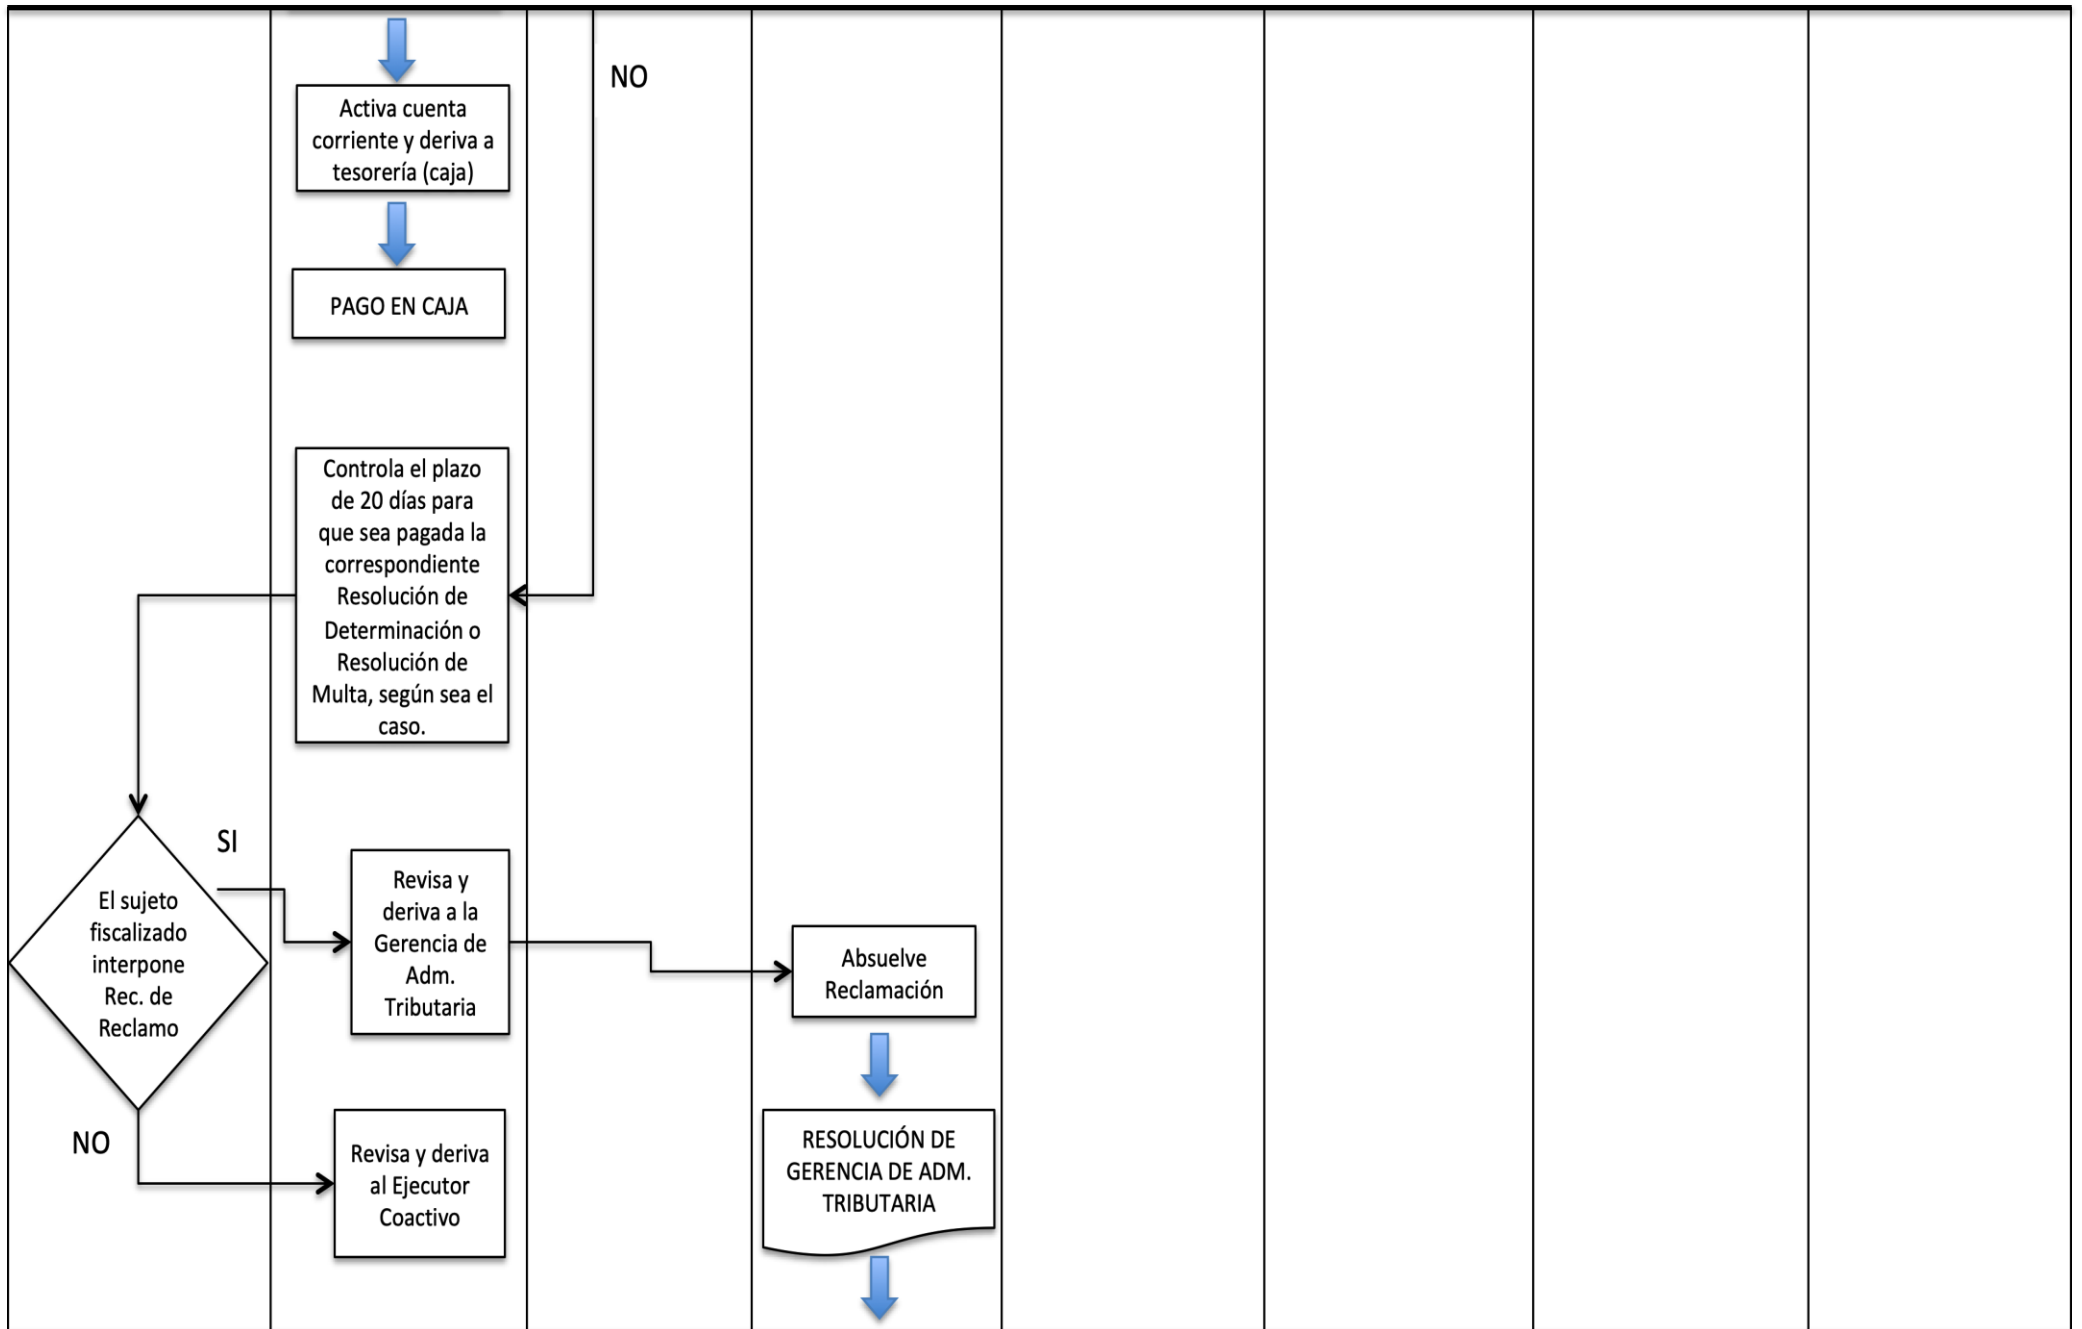 NO
Activa cuenta
corriente y deriva a
tesorería (caja)
PAGO EN CAJA
Controla el plazo
de 20 días para
que sea pagada la
correspondiente
Resolución de
Determinación o
Resolución de
Multa, según sea el
caso.
SI
El sujeto
fiscalizado
interpone
Rec. de
Reclamo
Revisa y
deriva a la
Gerencia de
Adm.
Tributaria
Absuelve
Reclamación
NO
Revisa y deriva
al Ejecutor
Coactivo
RESOLUCIÓN DE
GERENCIA DE ADM.
TRIBUTARIA